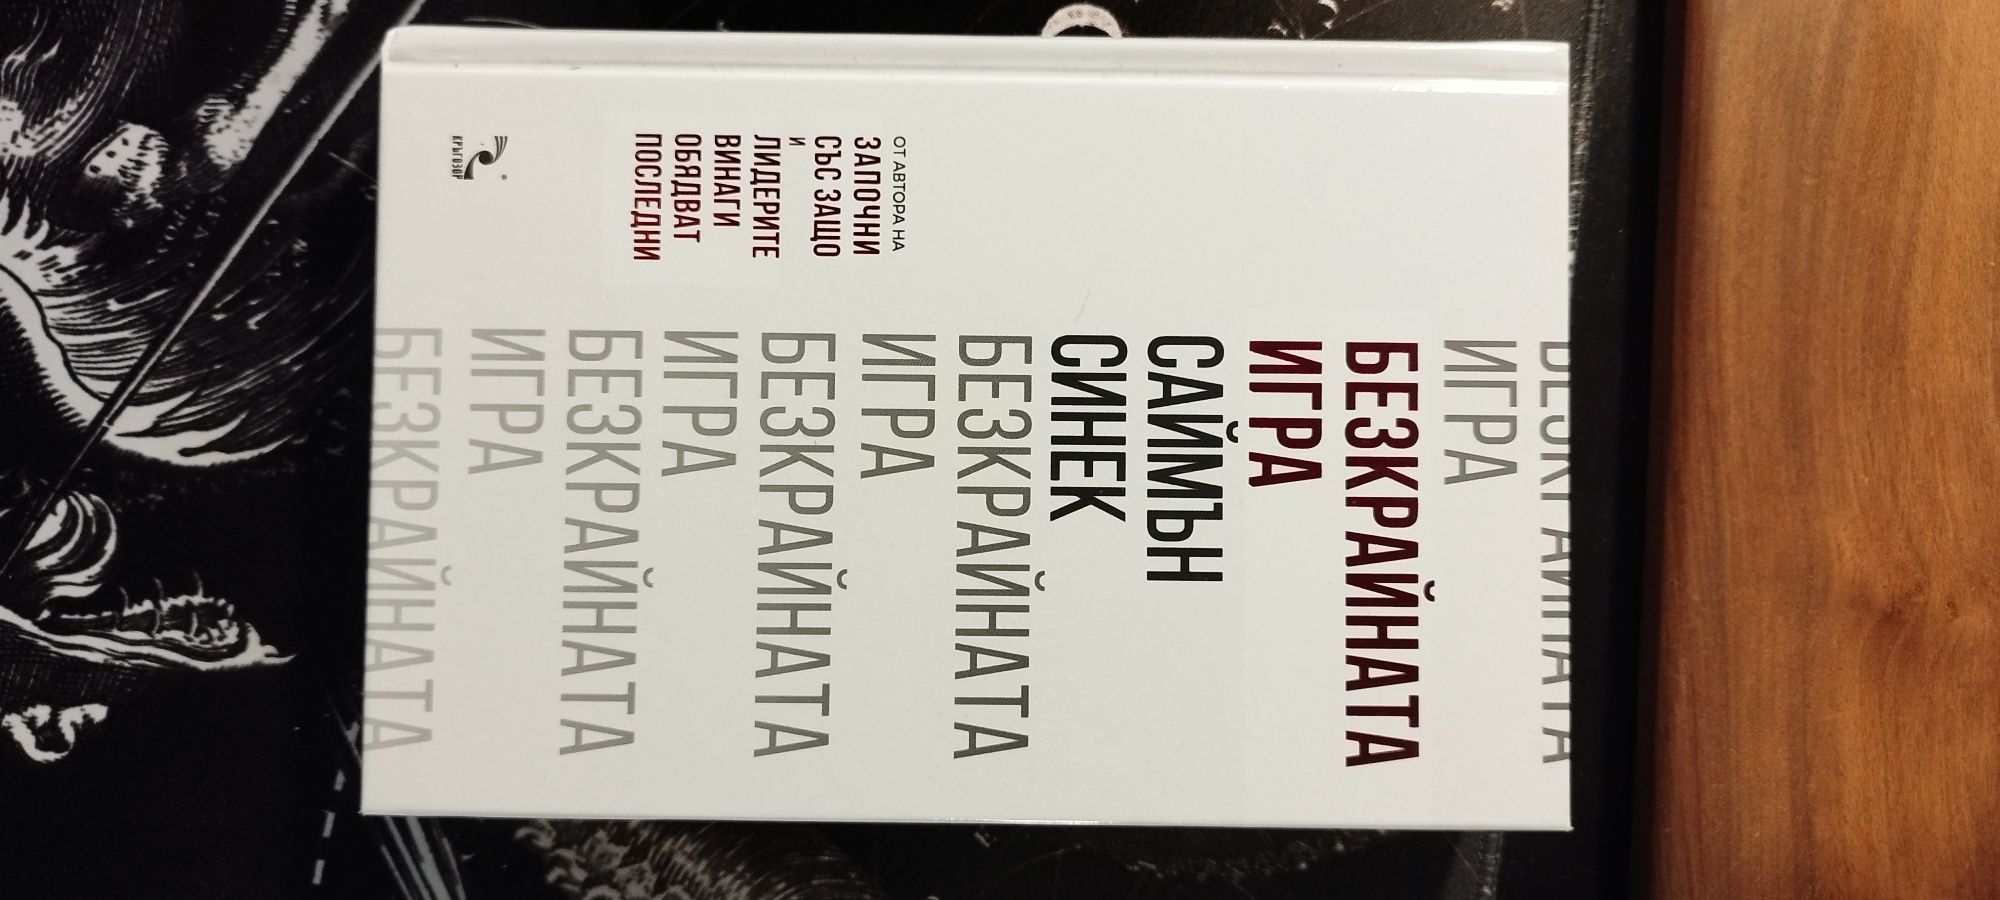 БЕЗКРАЙНАТА
ИГРА
БЕЗКРАЙНАТА
ИГРА
САЙМЪН
СИНЕК
БЕЗКРАЙНАТА
ИГРА
БЕЗКРАЙНАТА
ИГРА
БЕЗКРАЙНАТА
ИГРА
БЕЗКРАЙНАТА
ОТ АВТОРА НА
ЗАПОЧНИ
СЪС ЗАЩО
И
ЛИДЕРИТЕ
ВИНАГИ
ОБЯДВАТ
ПОСЛЕДНИ
КРЪГОЗОР